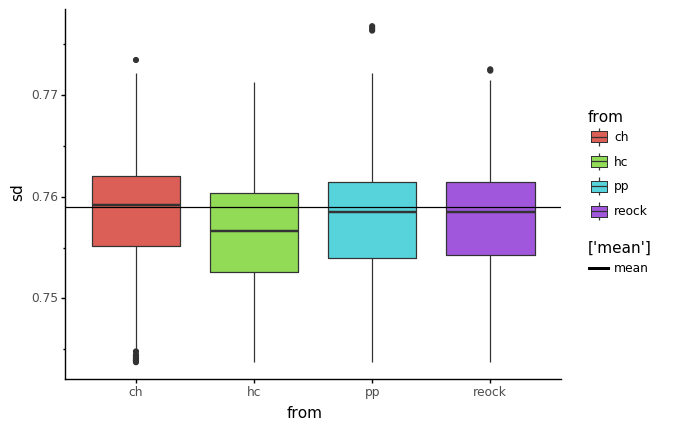 0.77
0.76
0.75
sd
ch
hc
pp
reock
from
from
ch
hc
pp
reock
['mean']
mean